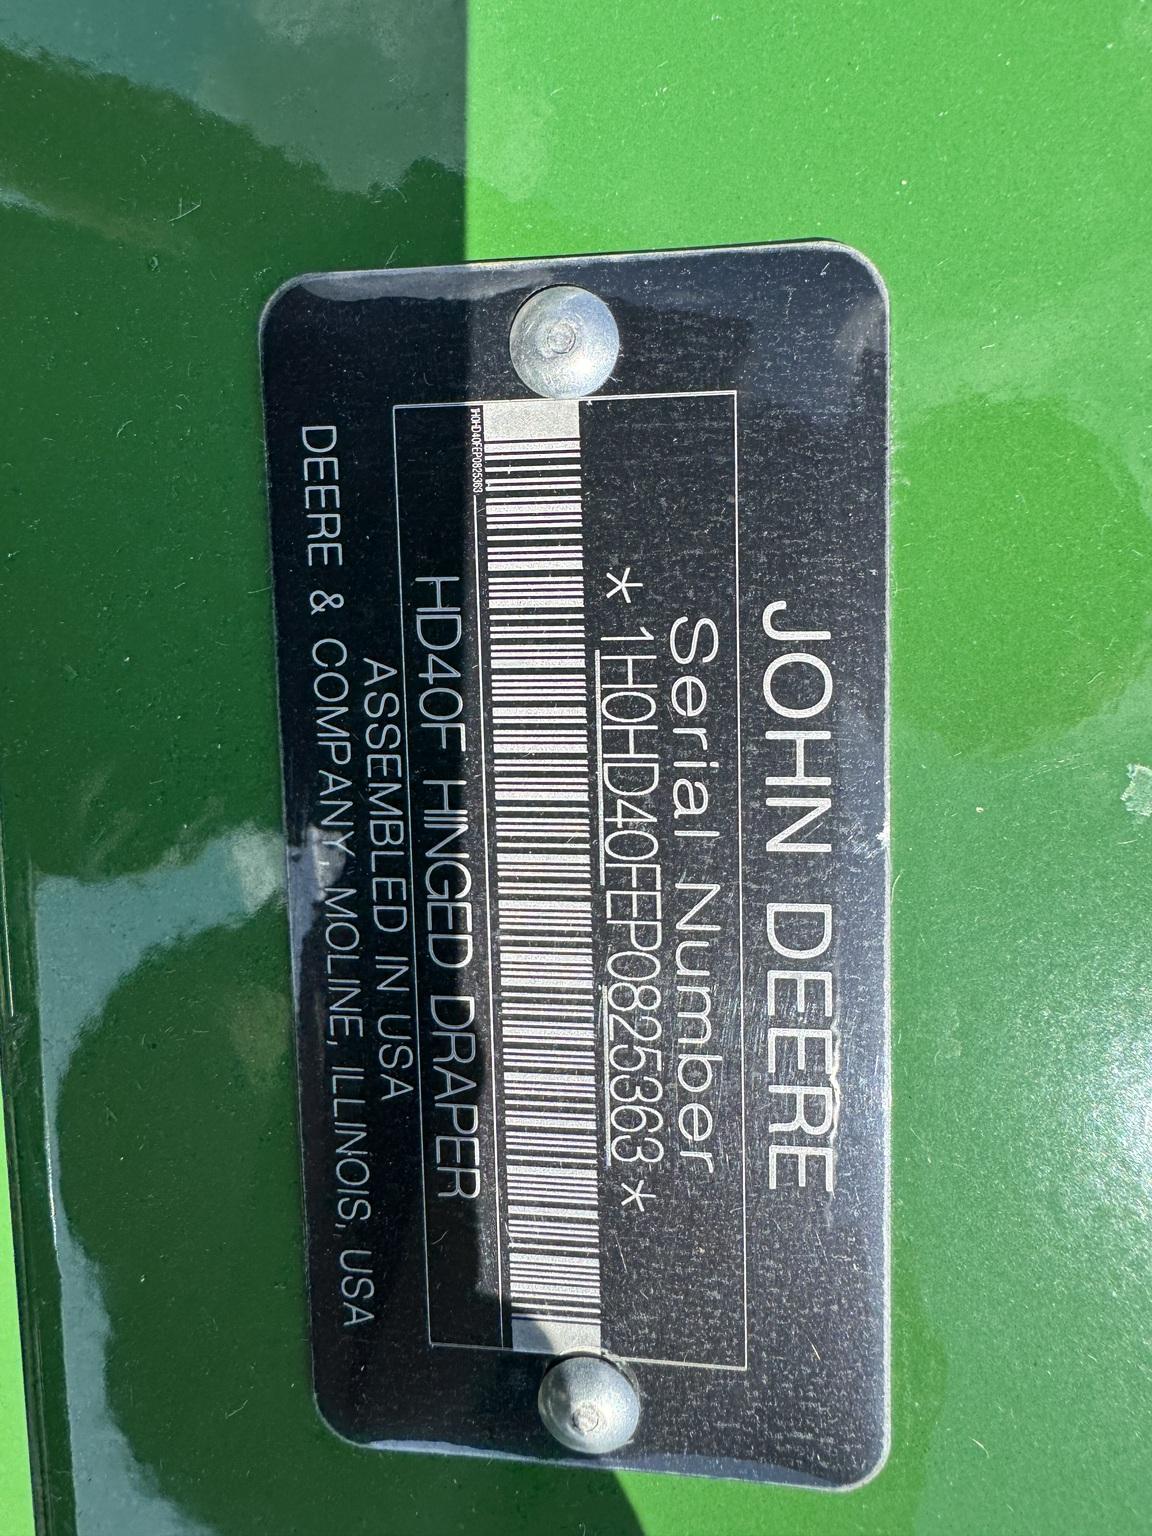 JOHN DEERE
Serial Number
*1H0HD40FEP0825363*
1H0HD40FEP0825363
HD40F HINGED DRAPER
ASSEMBLED IN USA
DEERE & COMPANY, MOLINE, ILLINOIS, USA